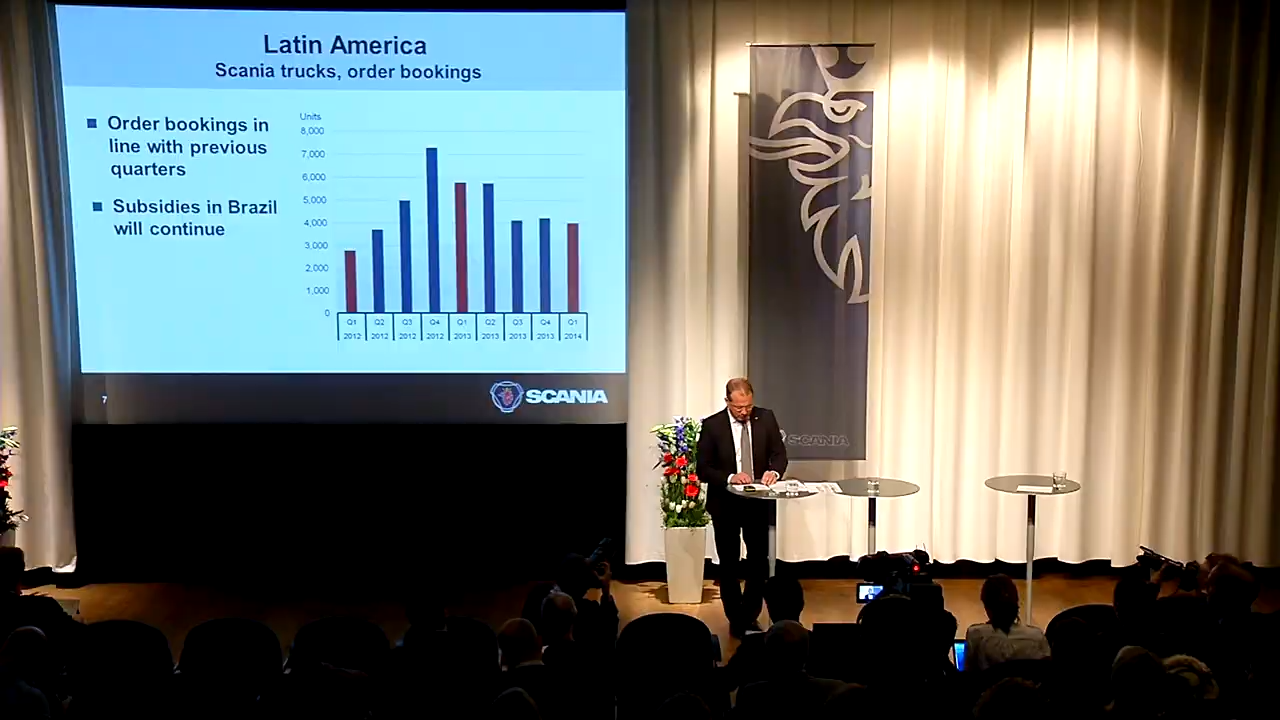 Latin America
Scania trucks, order bookings
Order bookings in
line with previous
quarters
Subsidies in Brazil
will continue
Units
8,000
7,000
6,000
5,000
4,000
3,000
2,000
1,000
0
Q1 Q2 Q3 Q4 Q1 Q2 Q3 Q4 Q1
2012 2012 2012 2012 2013 2013 2013 2013 2014
7
SCANIA
SCANIA